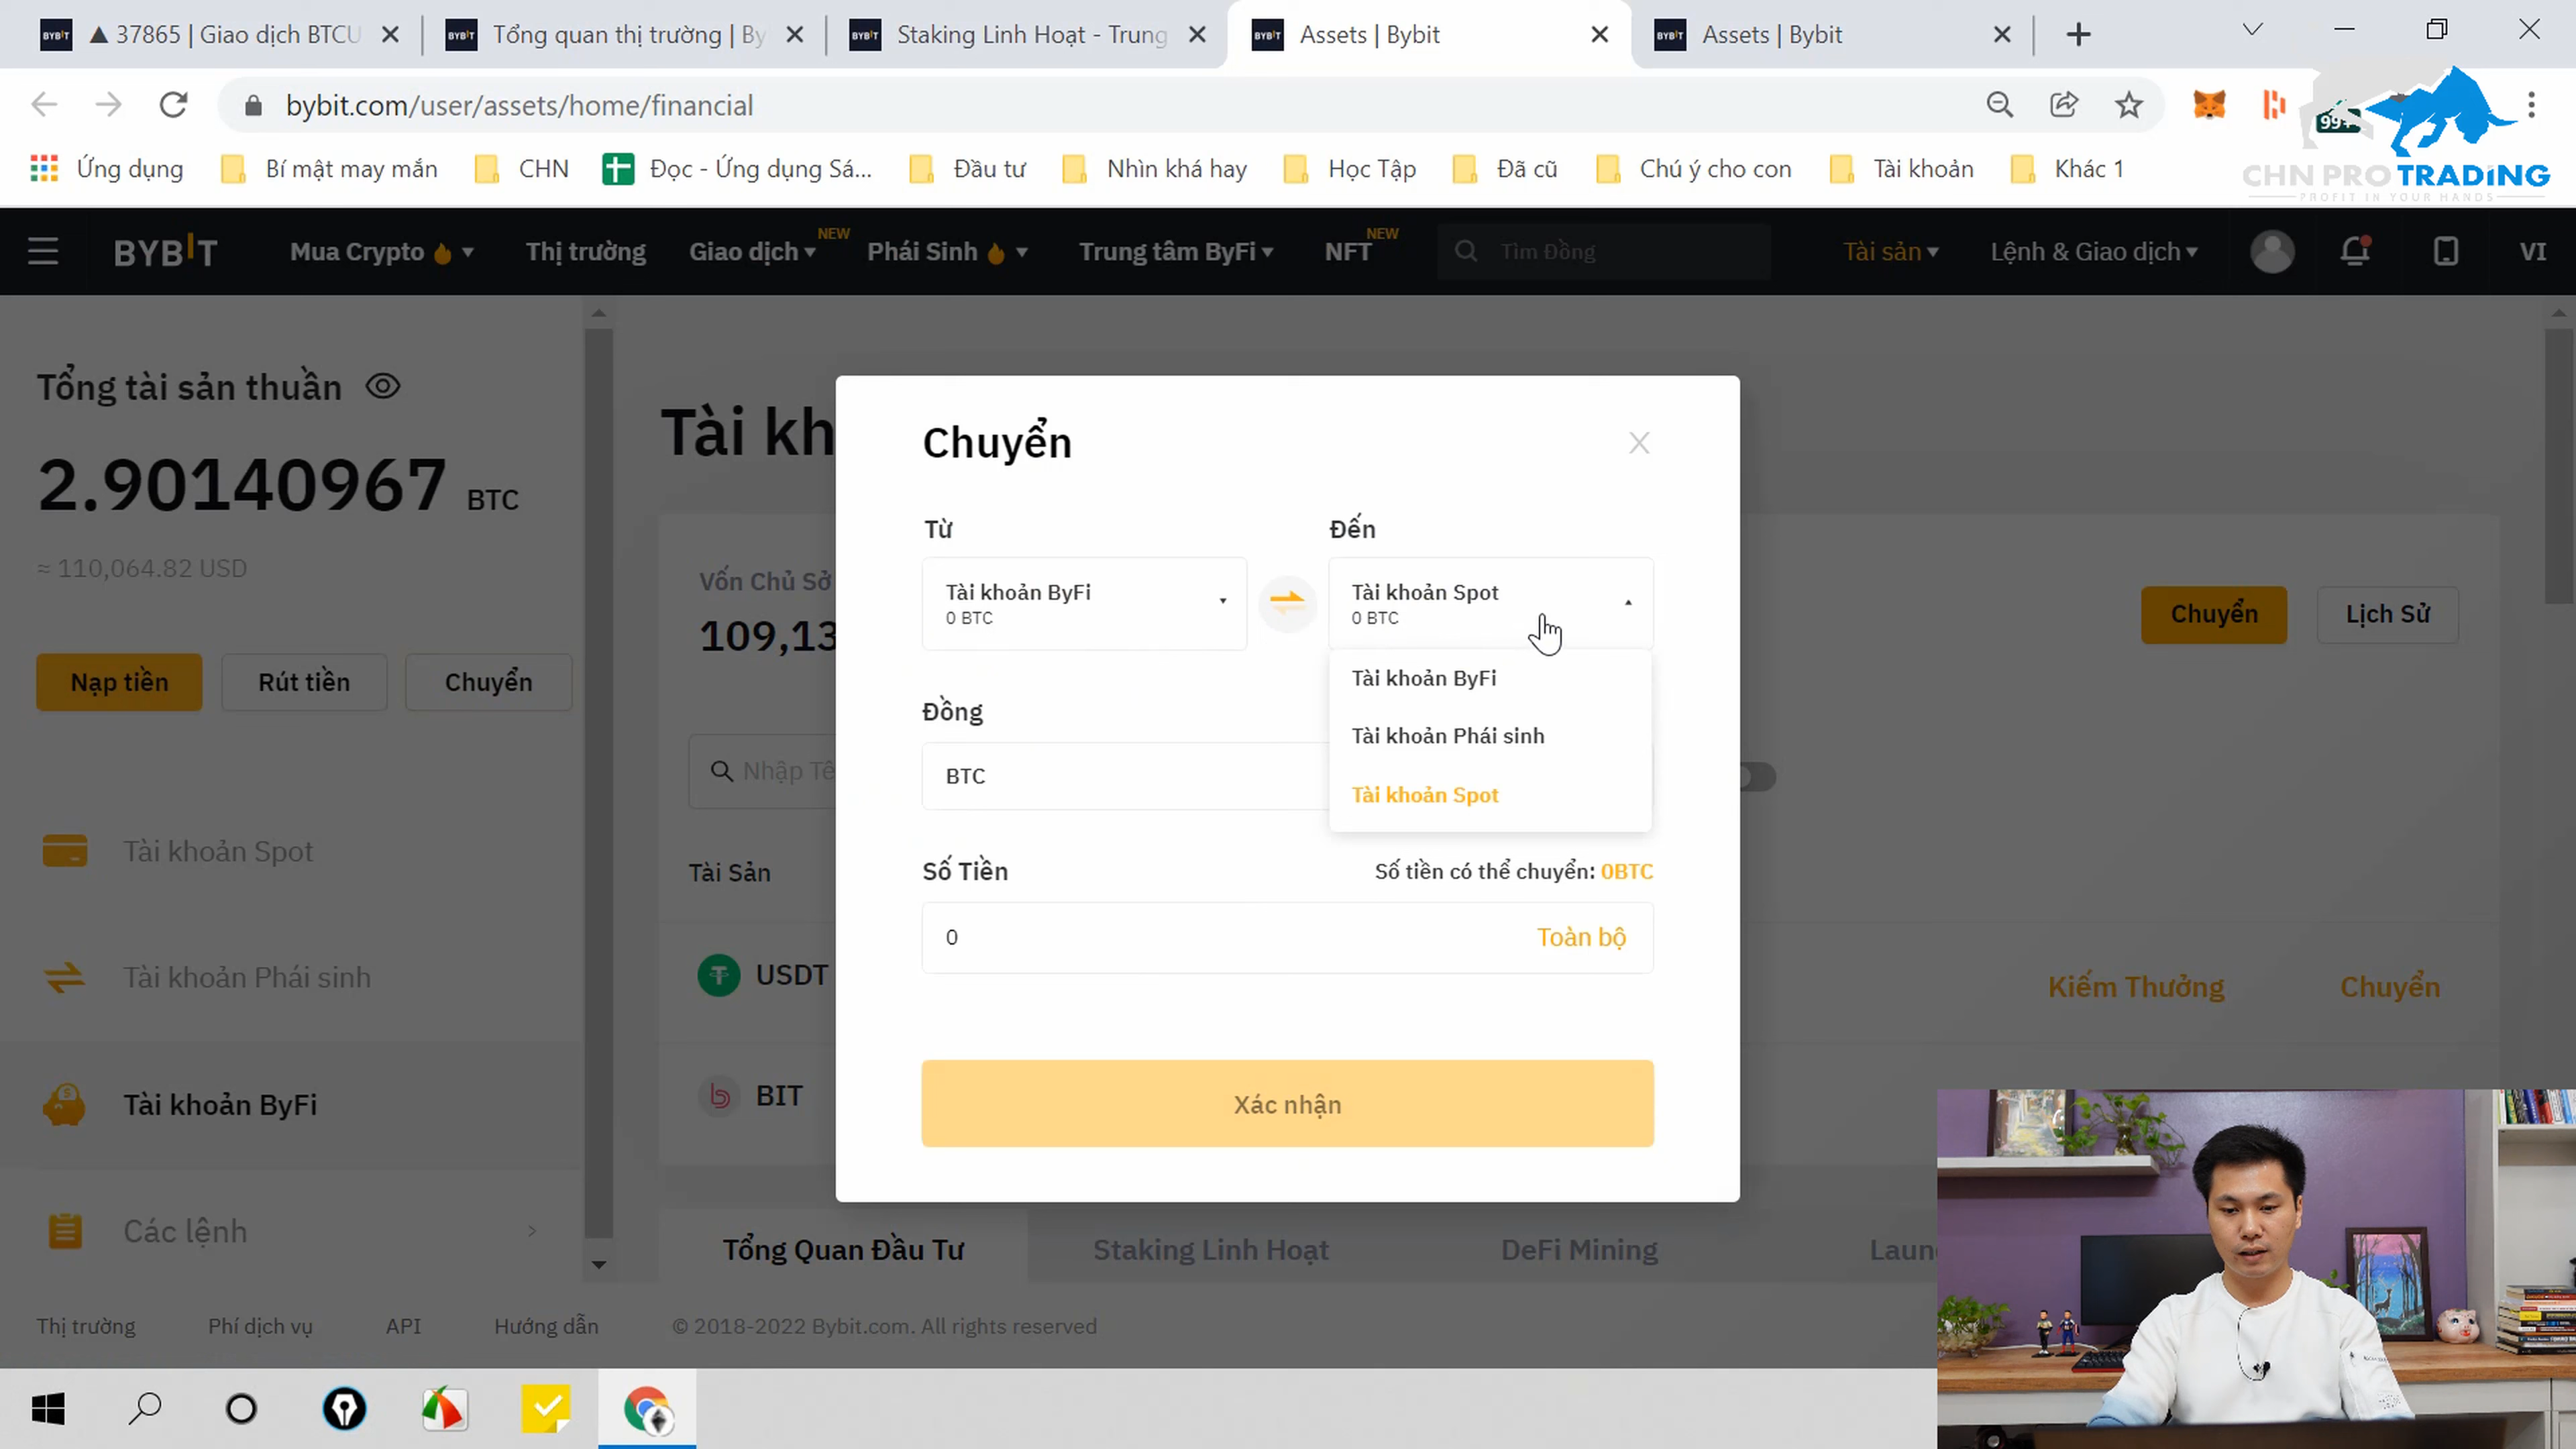 ▲ 37865 | Giao dịch BTCU
Tổng quan thị trường | By
Staking Linh Hoạt - Trung
Assets | Bybit
Assets | Bybit
bybit.com/user/assets/home/financial
99+
Ứng dụng
Bí mật may mắn
CHN
Đọc - Ứng dụng Sá...
Đầu tư
Nhìn khá hay
Học Tập
Đã cũ
Chú ý cho con
Tài khoản
Khác 1
CHN PRO TRADING
PROFIT IN YOUR HANDS
BYBIT
Mua Crypto
Thị trường
Giao dịch
NEW
Phái Sinh
Trung tâm ByFi
NFT
NEW
Tìm Đồng
Tài sản
Lệnh & Giao dịch
VI
Tổng tài sản thuần
2.90140967 BTC
≈ 110,064.82 USD
Nạp tiền
Rút tiền
Chuyển
Tài khoản Spot
Tài khoản Phái sinh
Tài khoản ByFi
Các lệnh
Tài kh
Vốn Chủ Sở
109,13
Chuyển
Lịch Sử
Nhập Tê
Tài Sản
USDT
Kiếm Thưởng
Chuyển
BIT
Chuyển
Từ
Đến
Tài khoản ByFi
0 BTC
Tài khoản Spot
0 BTC
Tài khoản ByFi
Tài khoản Phái sinh
Tài khoản Spot
Đồng
BTC
Số Tiền
Số tiền có thể chuyển: 0BTC
0
Toàn bộ
Xác nhận
Tổng Quan Đầu Tư
Staking Linh Hoạt
DeFi Mining
Laun
Thị trường
Phí dịch vụ
API
Hướng dẫn
© 2018-2022 Bybit.com. All rights reserved